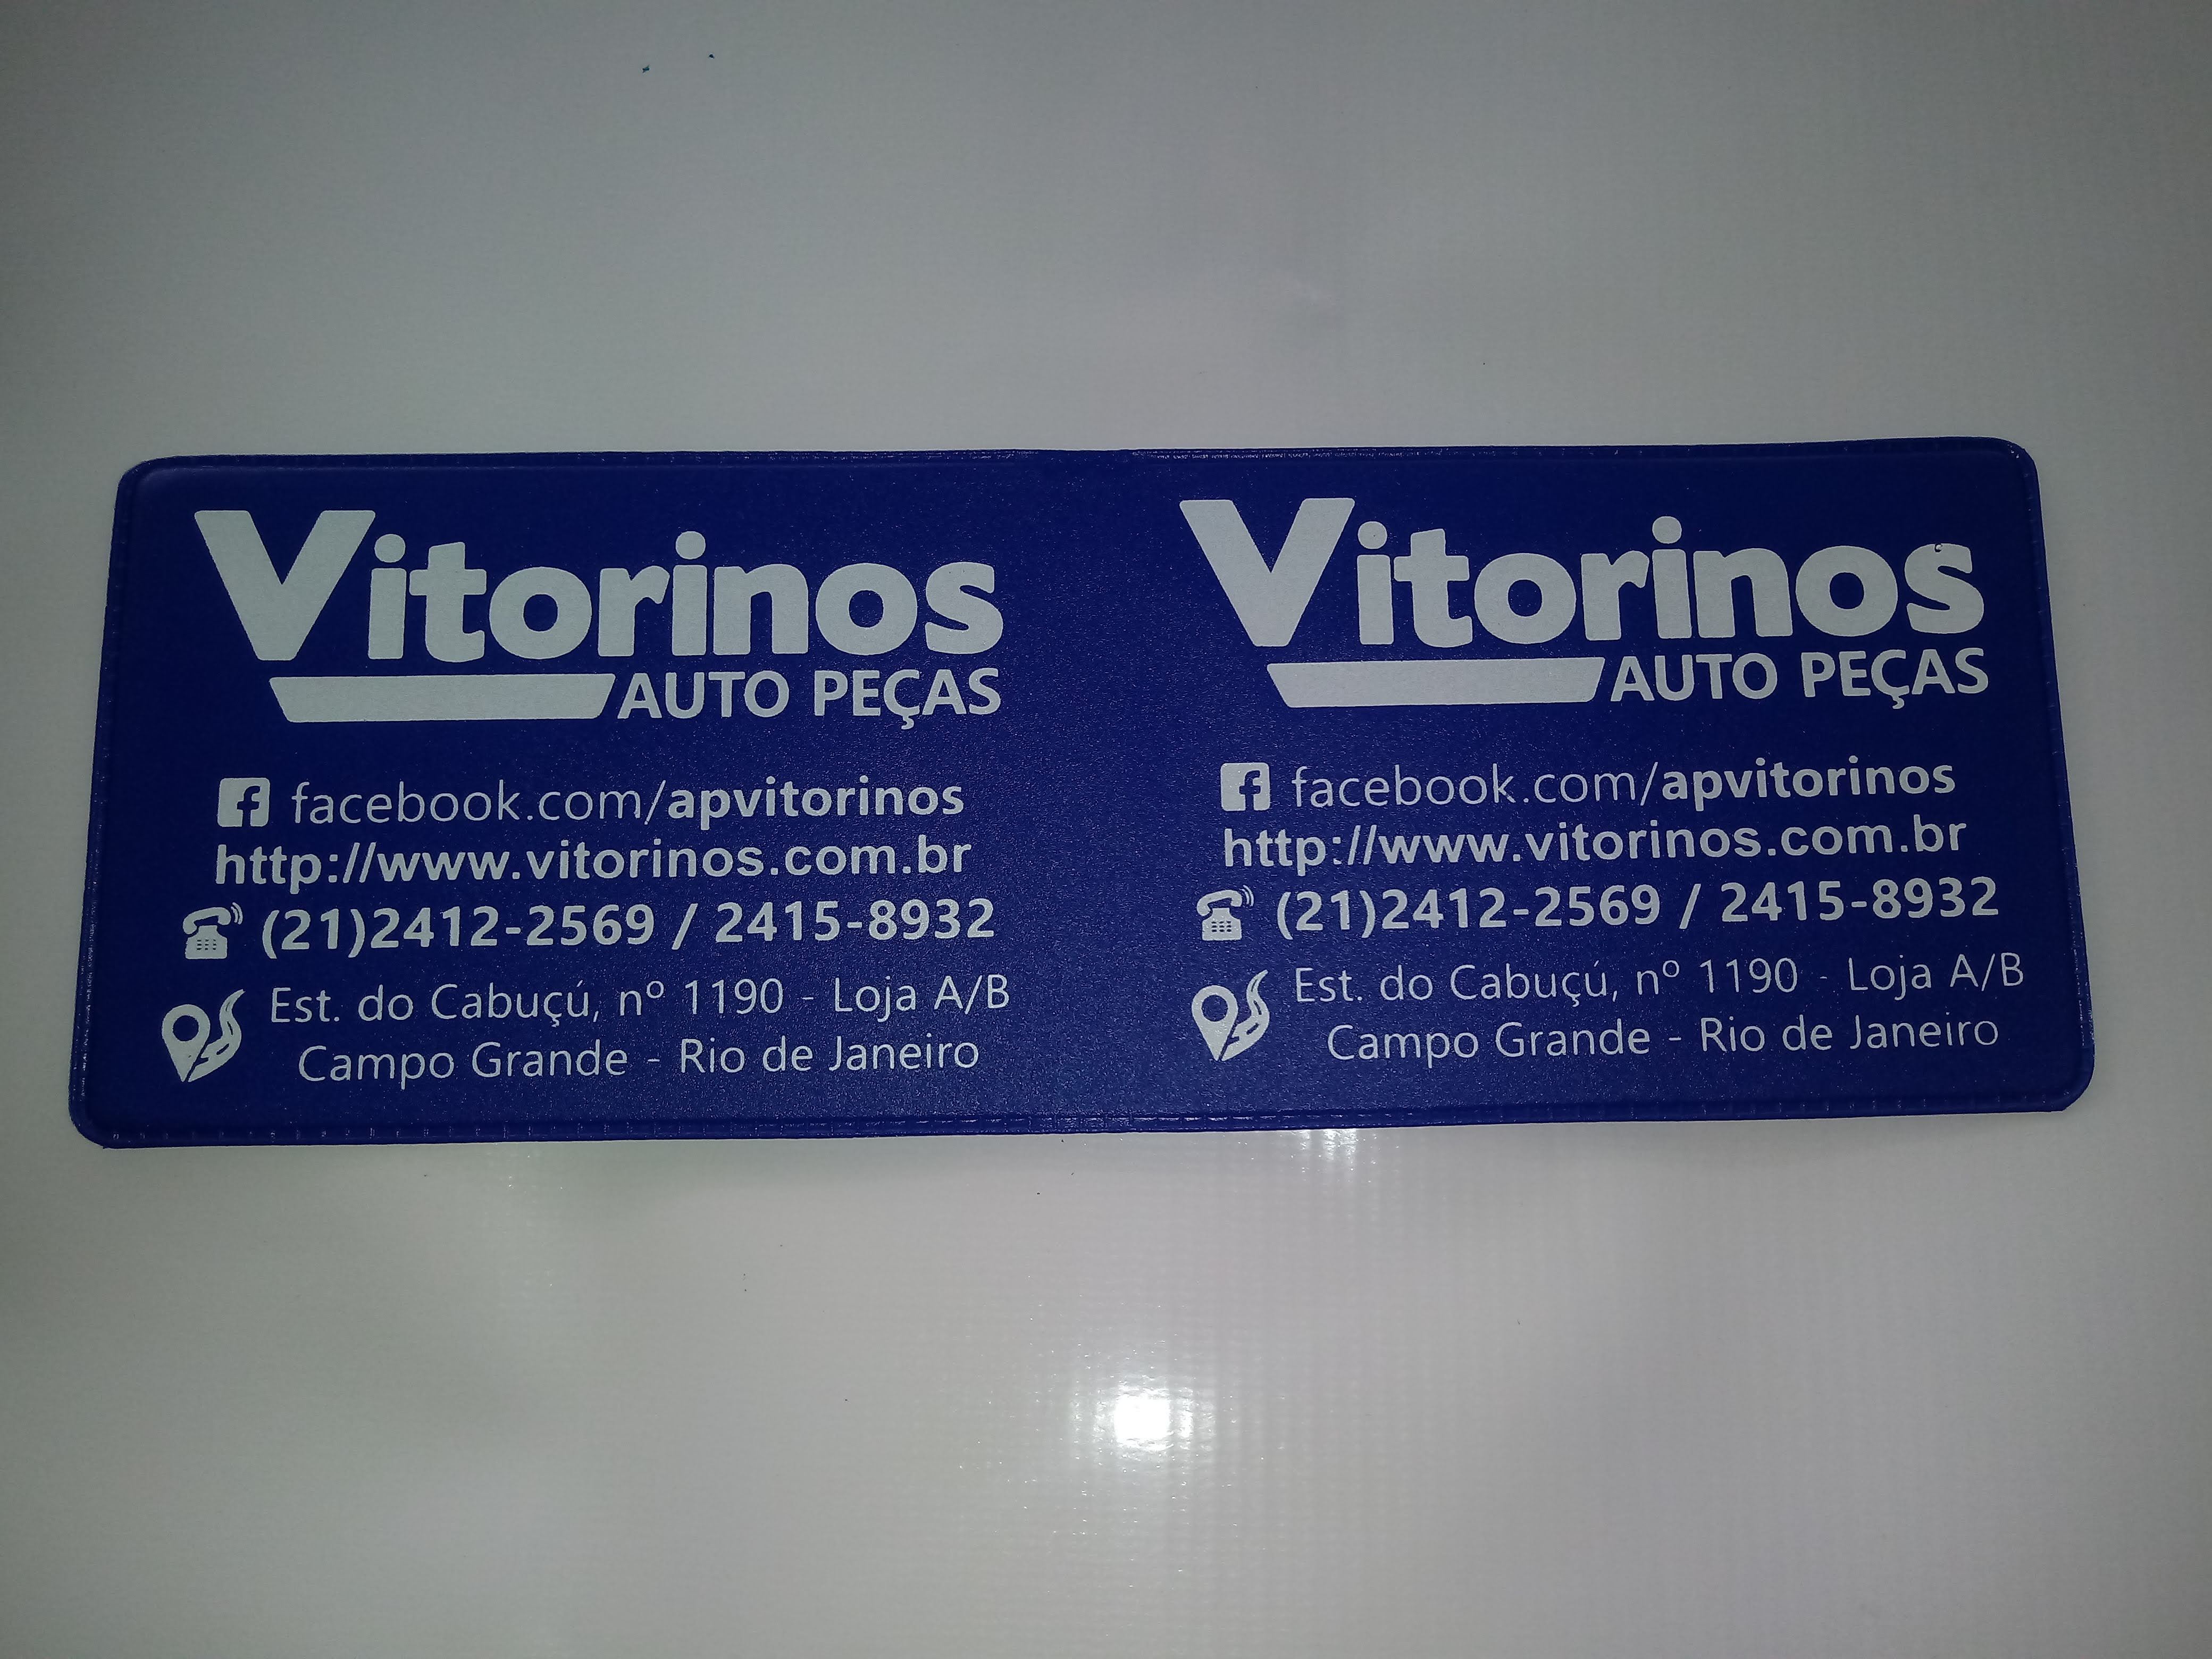 Vitorinos
AUTO PEÇAS
facebook.com/apvitorinos
http://www.vitorinos.com.br
(21)2412-2569 / 2415-8932
Est. do Cabuçú, nº 1190 - Loja A/B
Campo Grande - Rio de Janeiro
Vitorinos
AUTO PEÇAS
facebook.com/apvitorinos
http://www.vitorinos.com.br
(21)2412-2569 / 2415-8932
Est. do Cabuçú, nº 1190 - Loja A/B
Campo Grande - Rio de Janeiro